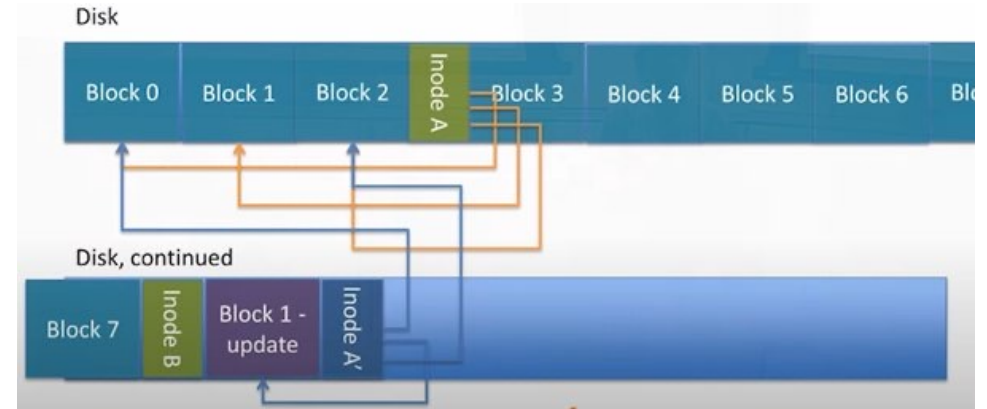 Disk
Block 0
Block 1
Block 2
Inode A
Block 3
Block 4
Block 5
Block 6
Disk, continued
Block 7
Inode B
Block 1 -
update
Inode A'